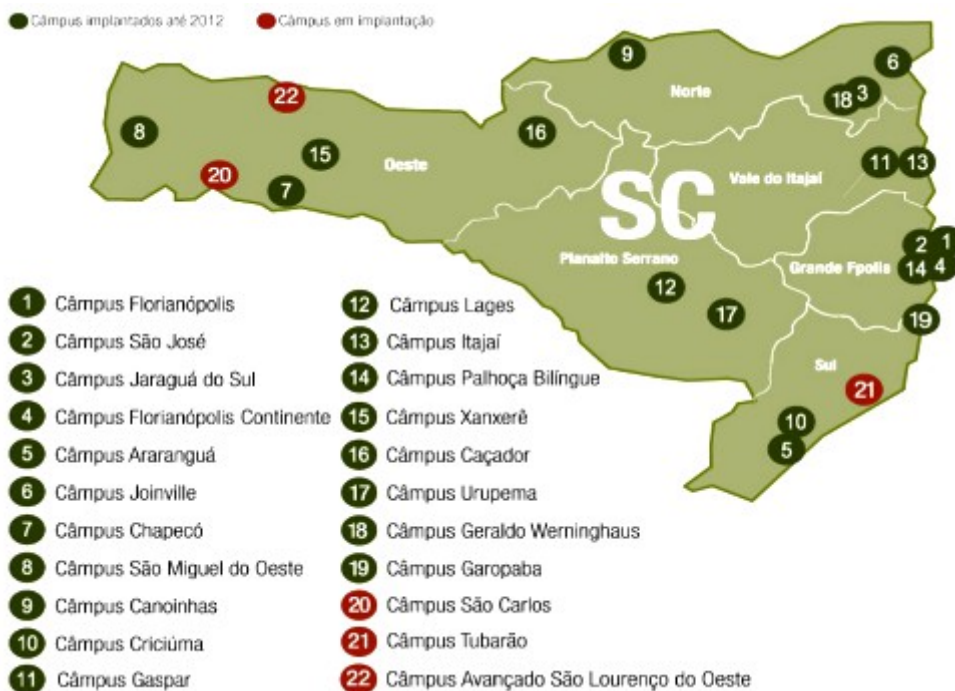 Câmpus implantados até 2012
Câmpus em implantação
9
6
Norte
22
18
3
8
16
15
Oeste
11
13
Vale do Itajaí
20
7
SC
2
1
Planalto Serrano
Grande Fpolis
14
4
12
17
19
Sul
21
10
5
1 Câmpus Florianópolis
2 Câmpus São José
3 Câmpus Jaraguá do Sul
4 Câmpus Florianópolis Continente
5 Câmpus Araranguá
6 Câmpus Joinville
7 Câmpus Chapecó
8 Câmpus São Miguel do Oeste
9 Câmpus Canoinhas
10 Câmpus Criciúma
11 Câmpus Gaspar
12 Câmpus Lages
13 Câmpus Itajaí
14 Câmpus Palhoça Bilíngue
15 Câmpus Xanxerê
16 Câmpus Caçador
17 Câmpus Urupema
18 Câmpus Geraldo Werninghaus
19 Câmpus Garopaba
20 Câmpus São Carlos
21 Câmpus Tubarão
22 Câmpus Avançado São Lourenço do Oeste